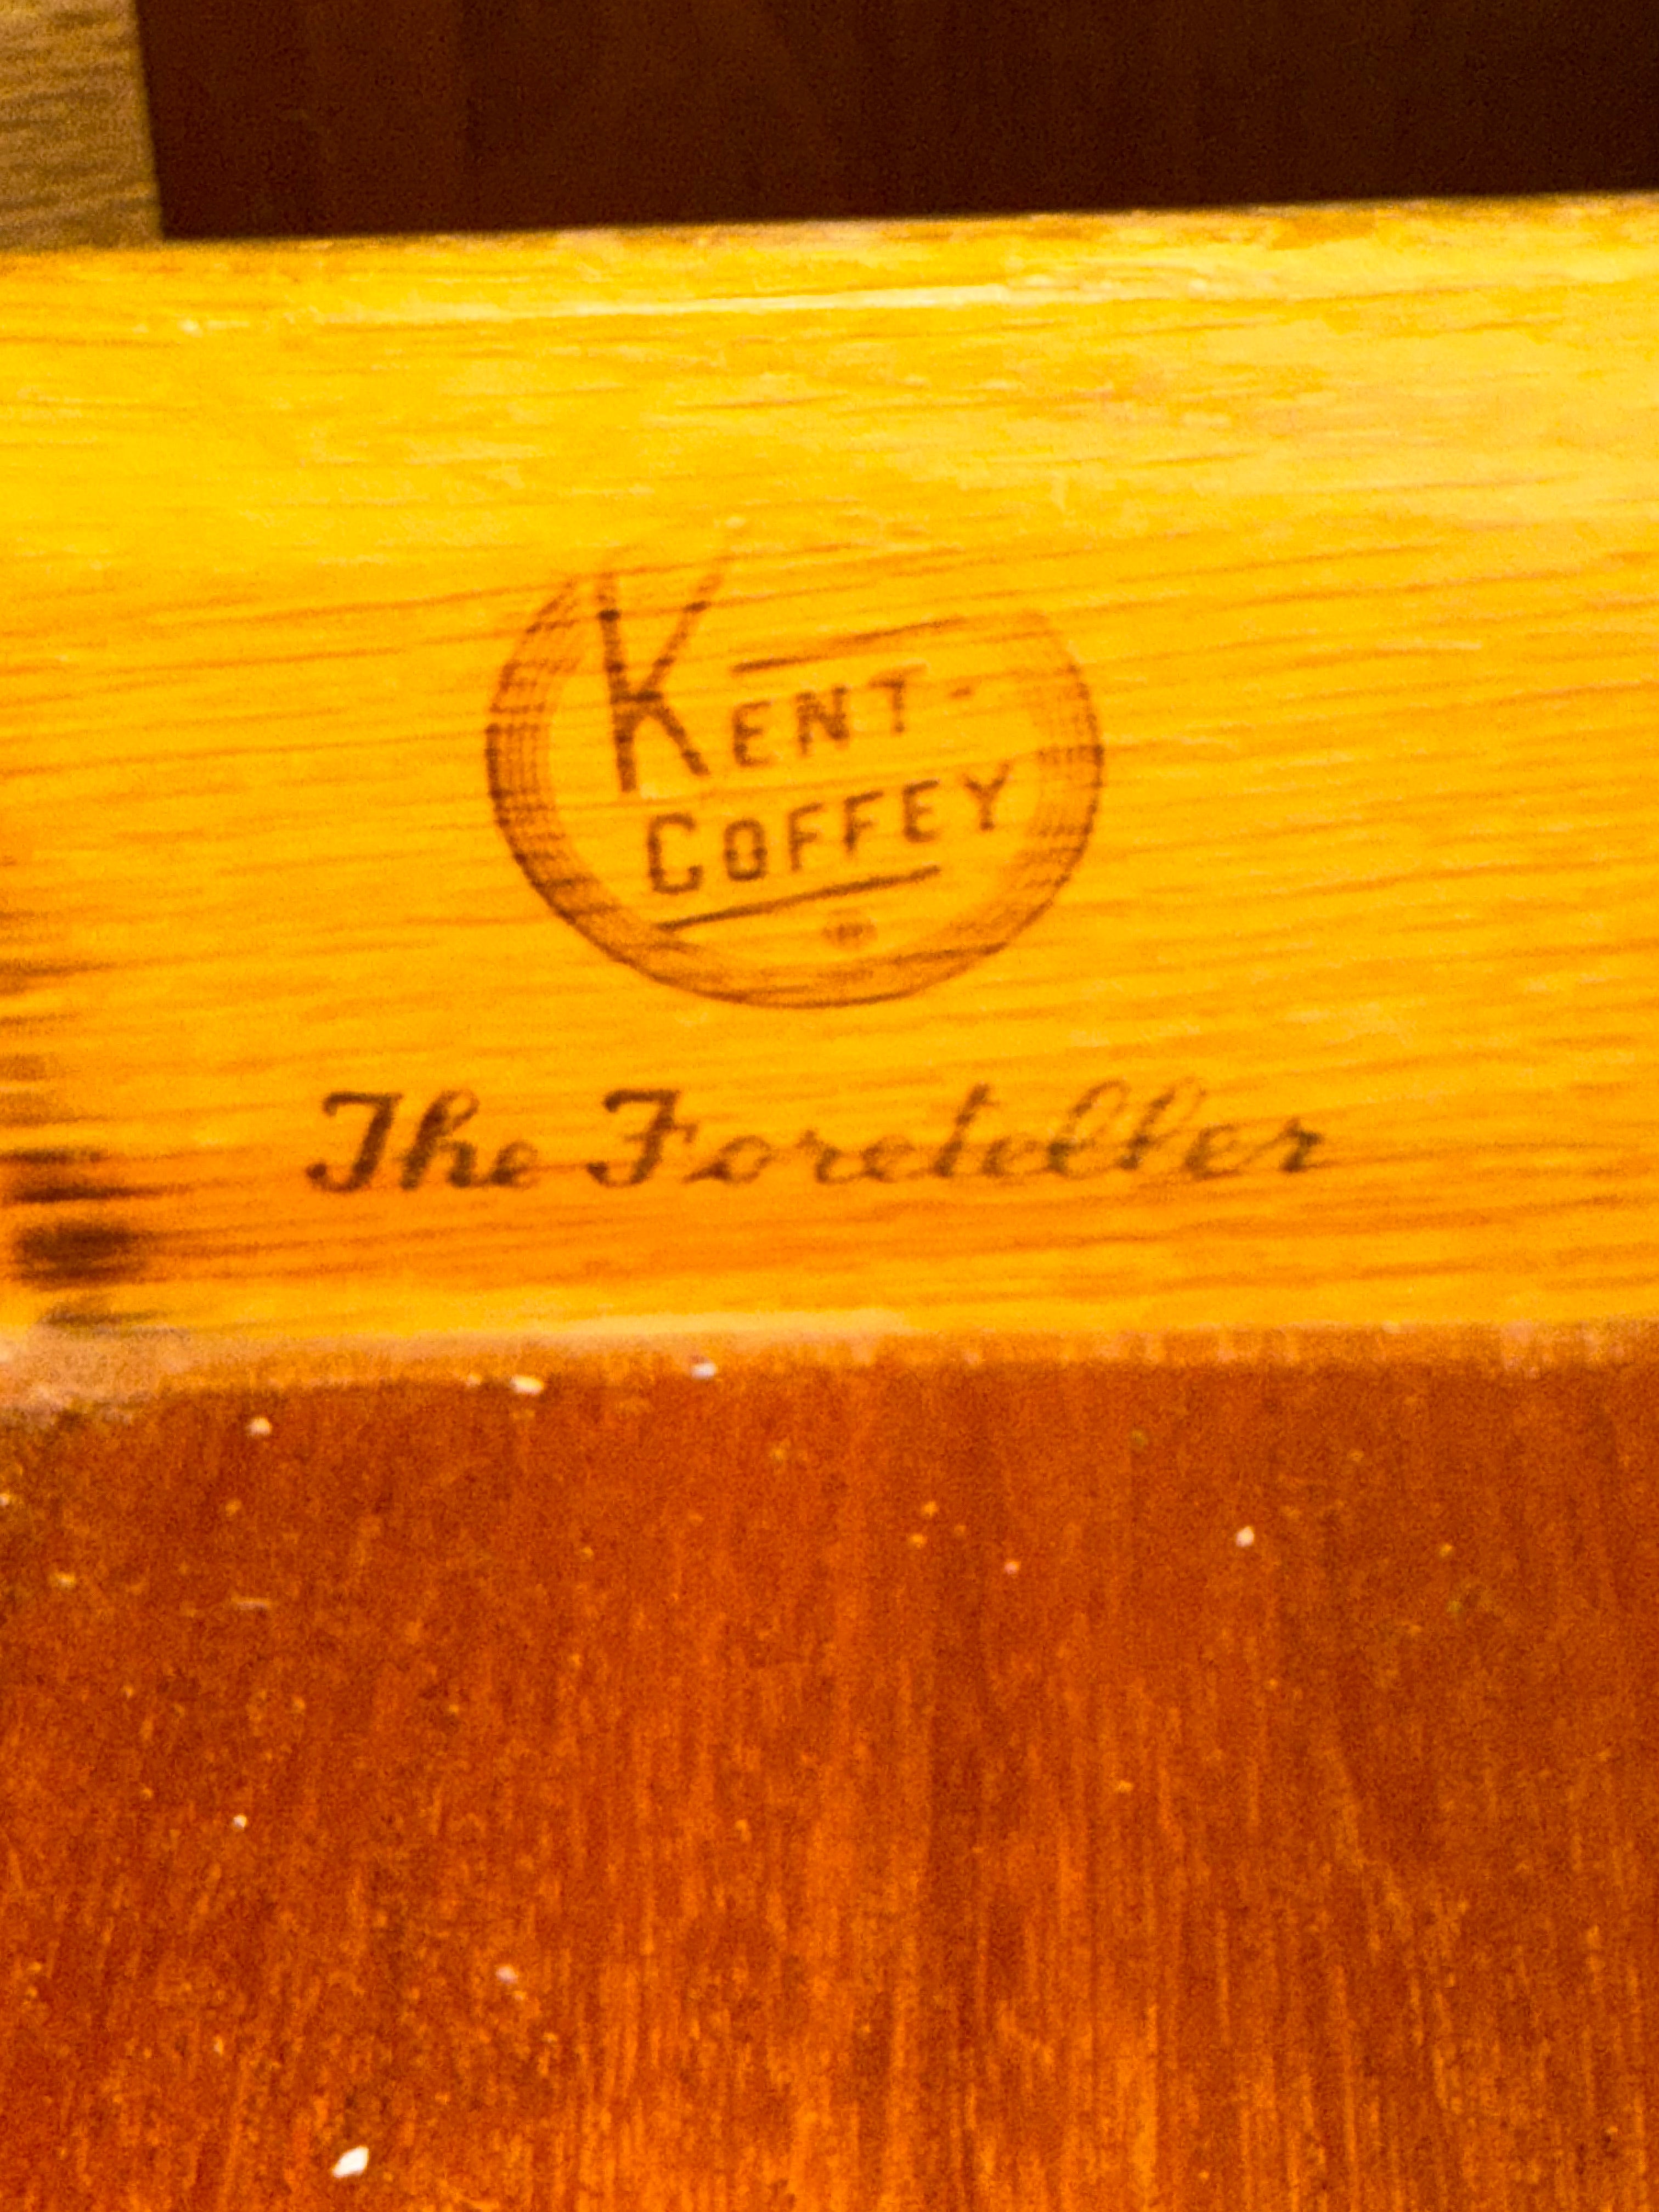 KENT-
COFFEY
The Foreteller